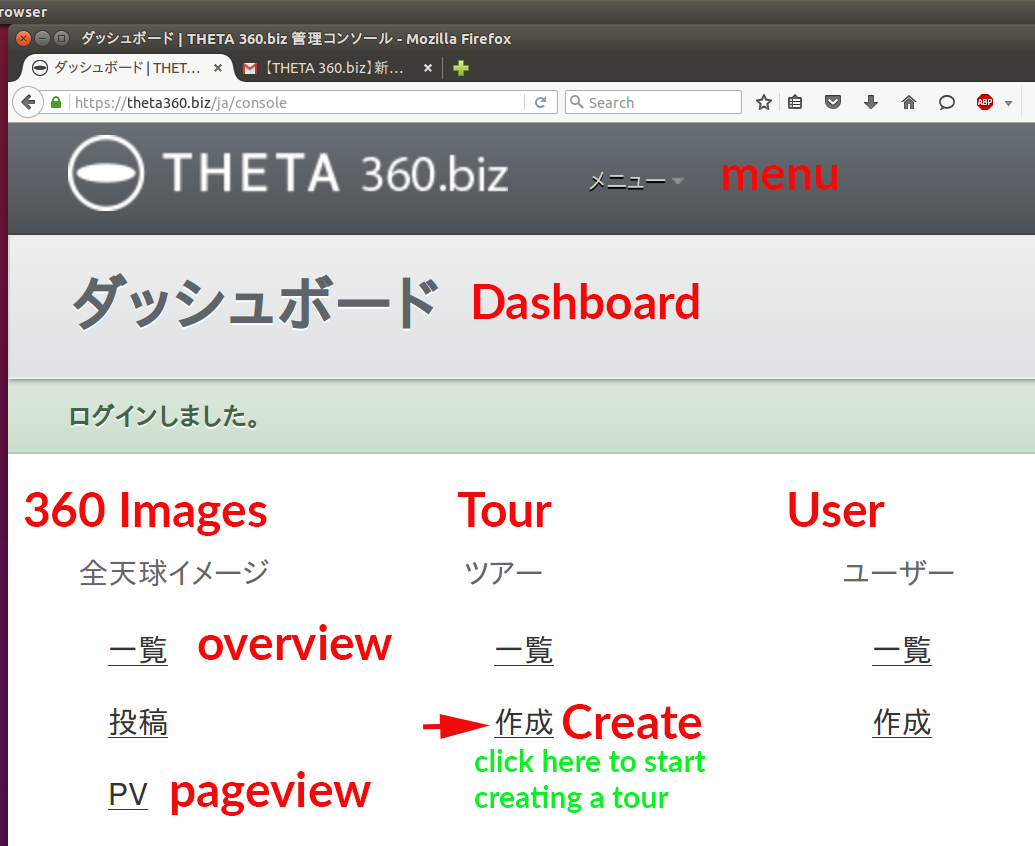 rowser
ダッシュボード | THETA 360.biz 管理コンソール - Mozilla Firefox
ダッシュボード | THET... 【THETA 360.biz】新...
https://theta360.biz/ja/console Search ABP
THETA 360.biz メニュー menu
ダッシュボード Dashboard
ログインしました。
360 Images Tour User
全天球イメージ ツアー ユーザー
一覧 overview 一覧 一覧
投稿 作成 Create 作成
click here to start
PV pageview creating a tour